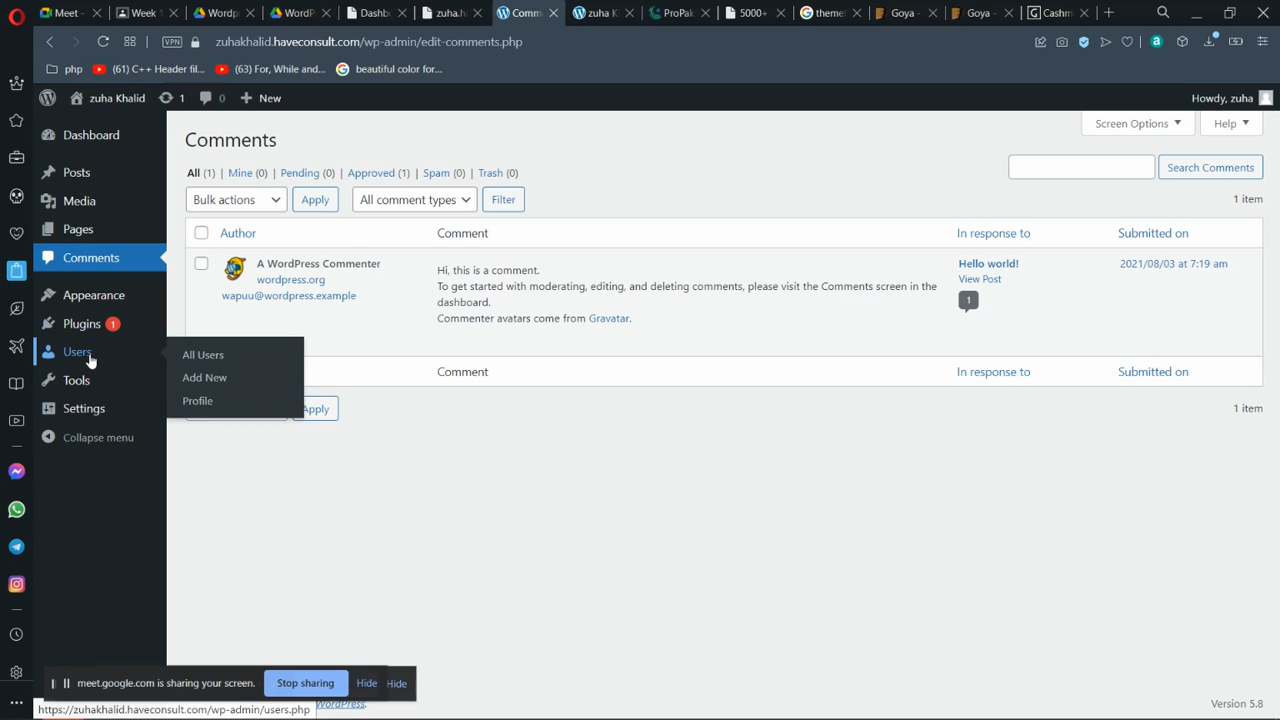 Meet -
Week 1
Wordp
WordP
Dashb
zuha.h
Comm
zuha K
ProPak
5000+
theme
Goya -
Goya -
Cashm
VPN
zuhakhalid.haveconsult.com/wp-admin/edit-comments.php
php
(61) C++ Header fil...
(63) For, While and...
beautiful color for...
zuha Khalid
1
0
New
Howdy, zuha
Dashboard
Posts
Media
Pages
Comments
Appearance
Plugins 1
Users
Tools
Settings
Collapse menu
All Users
Add New
Profile
Screen Options
Help
Comments
All (1) | Mine (0) | Pending (0) | Approved (1) | Spam (0) | Trash (0)
Search Comments
Bulk actions
Apply
All comment types
Filter
1 item
Author
Comment
In response to
Submitted on
A WordPress Commenter
wordpress.org
wapuu@wordpress.example
Hi, this is a comment.
To get started with moderating, editing, and deleting comments, please visit the Comments screen in the
dashboard.
Commenter avatars come from Gravatar.
Hello world!
View Post
1
2021/08/03 at 7:19 am
Comment
In response to
Submitted on
Apply
1 item
meet.google.com is sharing your screen.
Stop sharing
Hide
Hide
https://zuhakhalid.haveconsult.com/wp-admin/users.php
WordPress.
Version 5.8